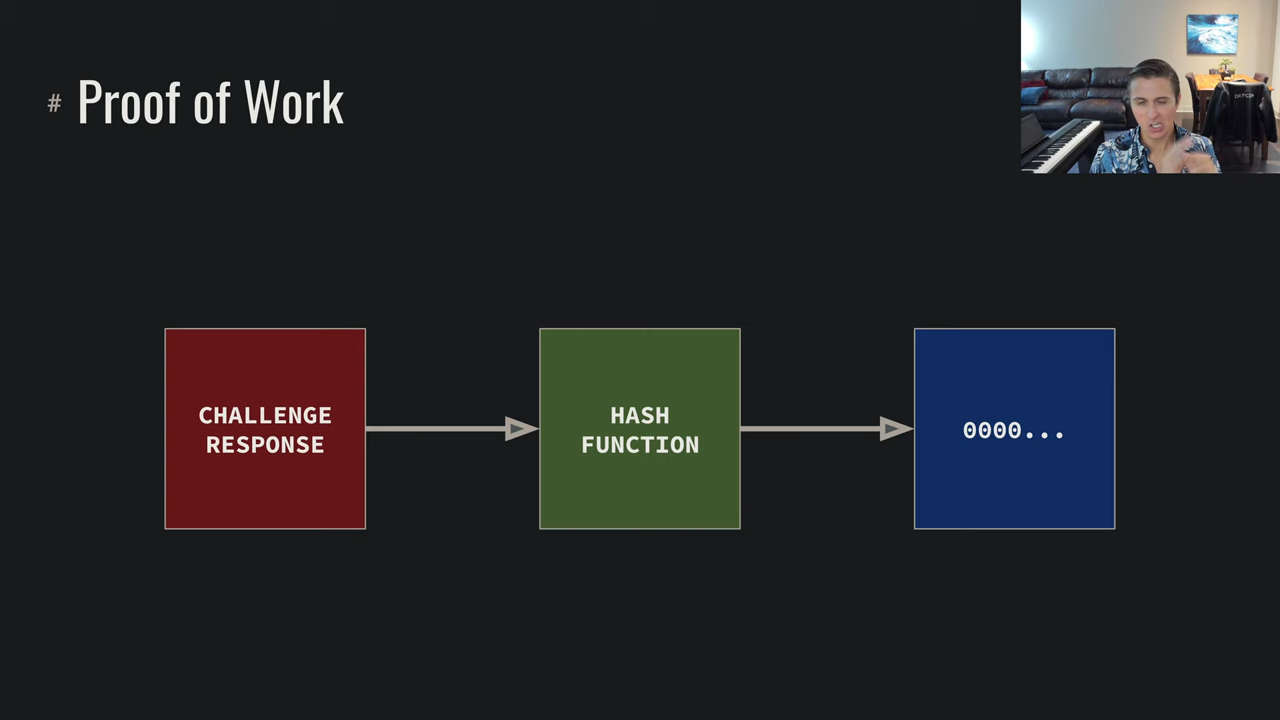 # Proof of Work
CHALLENGE
RESPONSE
HASH
FUNCTION
0000...